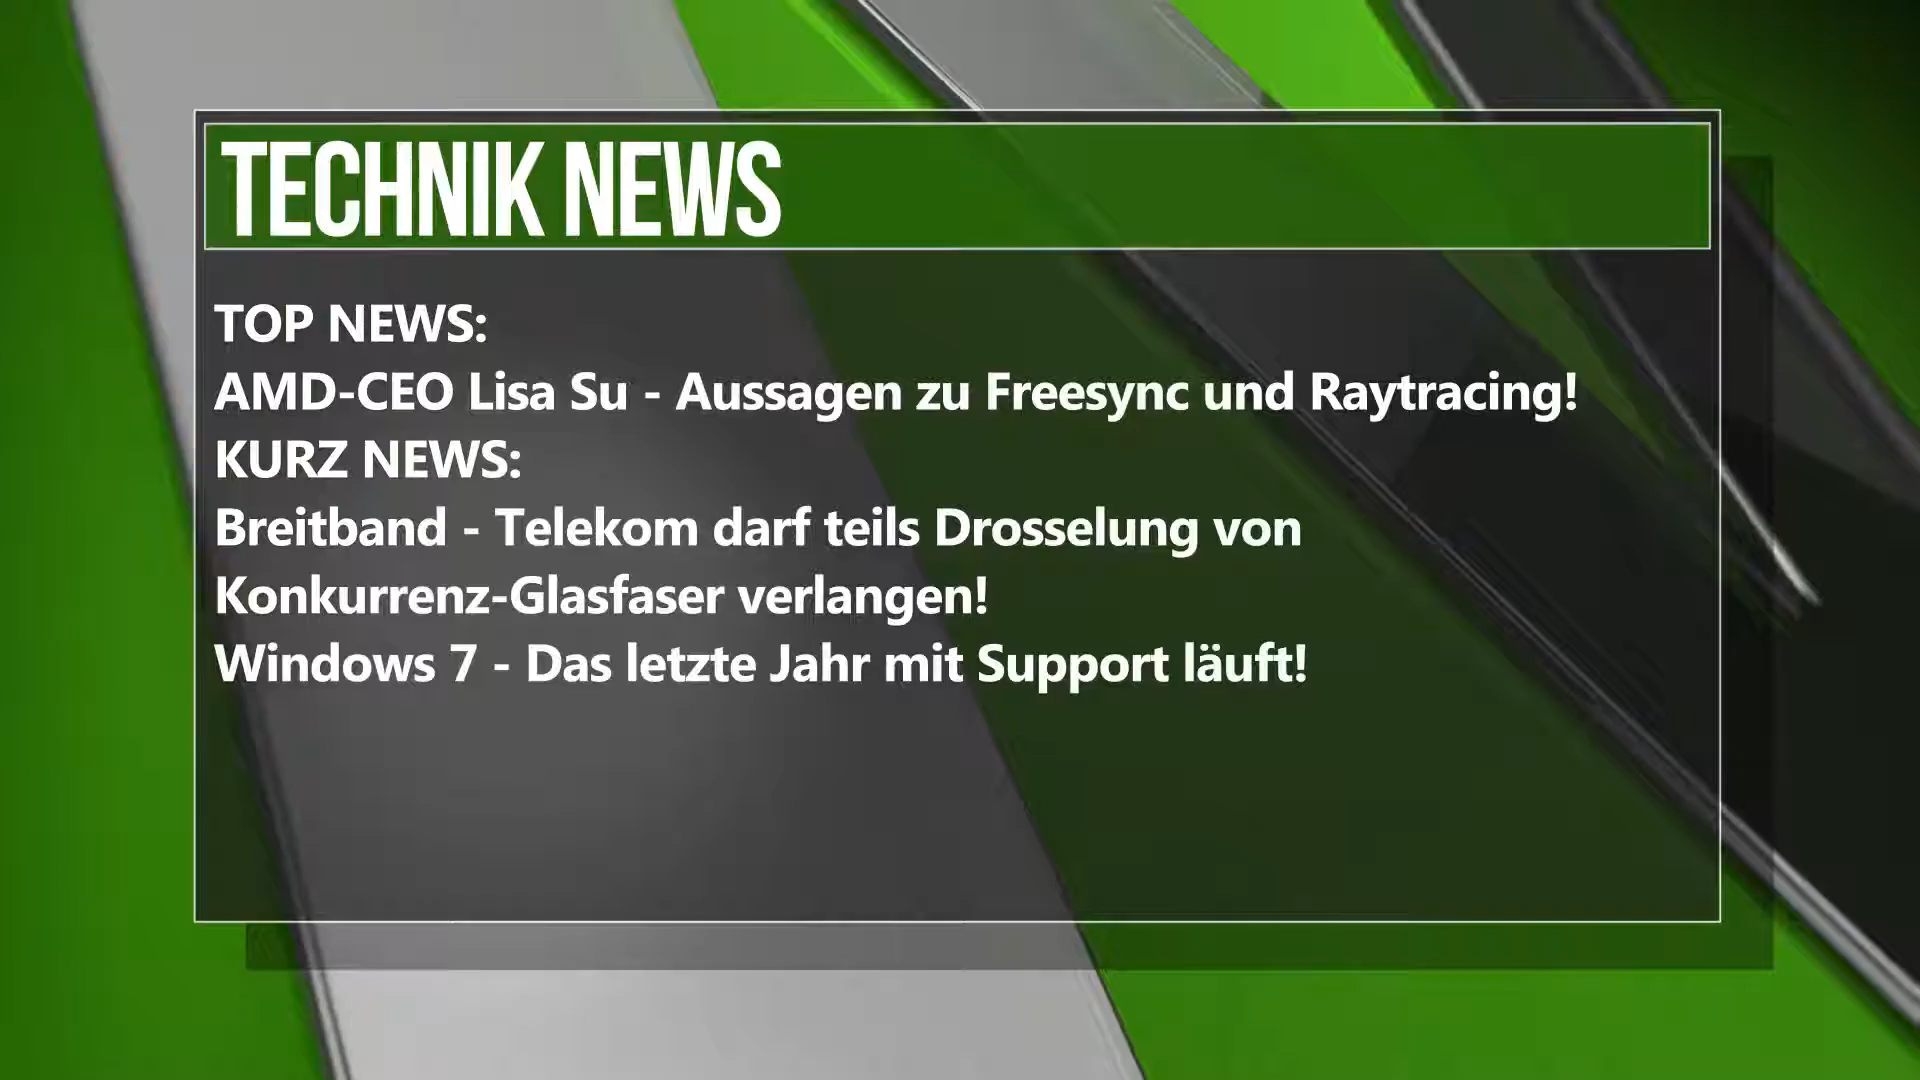 TECHNIK NEWS
TOP NEWS:
AMD-CEO Lisa Su - Aussagen zu Freesync und Raytracing!
KURZ NEWS:
Breitband - Telekom darf teils Drosselung von
Konkurrenz-Glasfaser verlangen!
Windows 7 - Das letzte Jahr mit Support läuft!